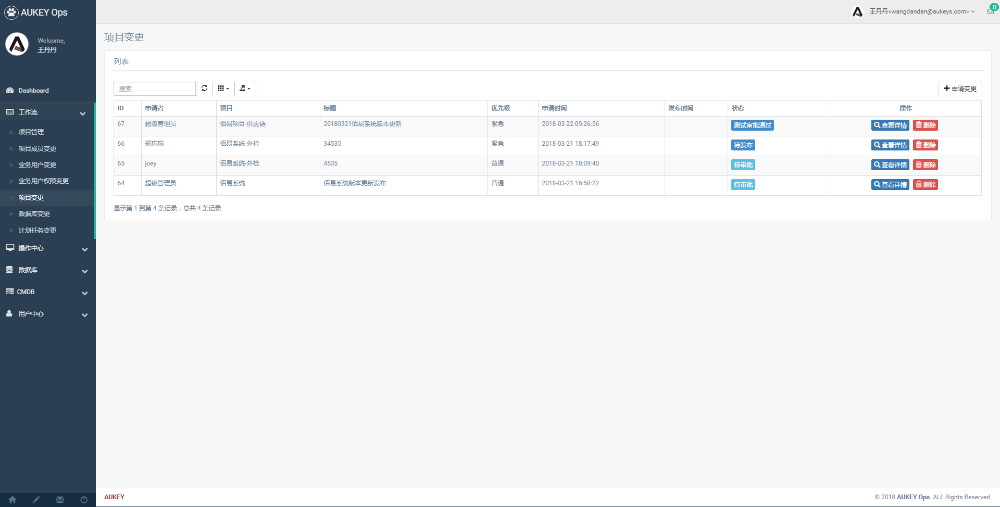 AUKEY Ops
Welcome,
王丹丹
Dashboard
工作流
项目管理
项目成员变更
业务用户变更
业务用户权限变更
项目变更
数据库变更
计划任务变更
操作中心
数据库
CMDB
用户中心
王丹丹<wangdandan@aukeys.com>
0
项目变更
列表
搜索
申请变更
ID 申请者 项目 标题 优先级 申请时间 发布时间 状态 操作
67 超级管理员 佰易项目-供应链 20180321佰易系统版本更新 紧急 2018-03-22 09:26:56 测试审批通过 查看详情 删除
66 郑瑜瑜 佰易系统-外检 34535 紧急 2018-03-21 18:17:49 待发布 查看详情 删除
65 joey 佰易系统-外检 4535 普通 2018-03-21 18:09:40 待审批 查看详情 删除
64 超级管理员 佰易系统 佰易系统版本更新发布 普通 2018-03-21 16:58:22 待审批 查看详情 删除
显示第 1 到第 4 条记录，总共 4 条记录
AUKEY
© 2018 AUKEY Ops. ALL Rights Reserved.